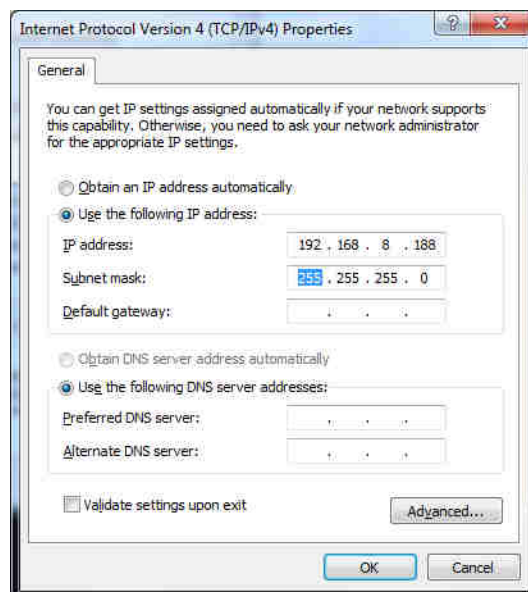 Internet Protocol Version 4 (TCP/IPv4) Properties
General
You can get IP settings assigned automatically if your network supports
this capability. Otherwise, you need to ask your network administrator
for the appropriate IP settings.
Obtain an IP address automatically
Use the following IP address:
IP address: 192 . 168 . 8 . 188
Subnet mask: 255 . 255 . 255 . 0
Default gateway: . . .
Obtain DNS server address automatically
Use the following DNS server addresses:
Preferred DNS server: . . .
Alternate DNS server: . . .
Validate settings upon exit
Advanced...
OK Cancel